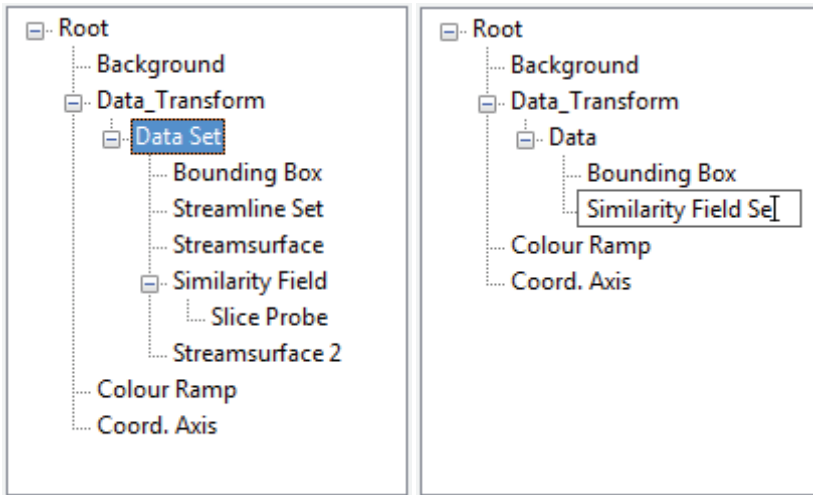 Root
Background
Data_Transform
Data Set
Bounding Box
Streamline Set
Streamsurface
Similarity Field
Slice Probe
Streamsurface 2
Colour Ramp
Coord. Axis
Root
Background
Data_Transform
Data
Bounding Box
Similarity Field Se
Colour Ramp
Coord. Axis